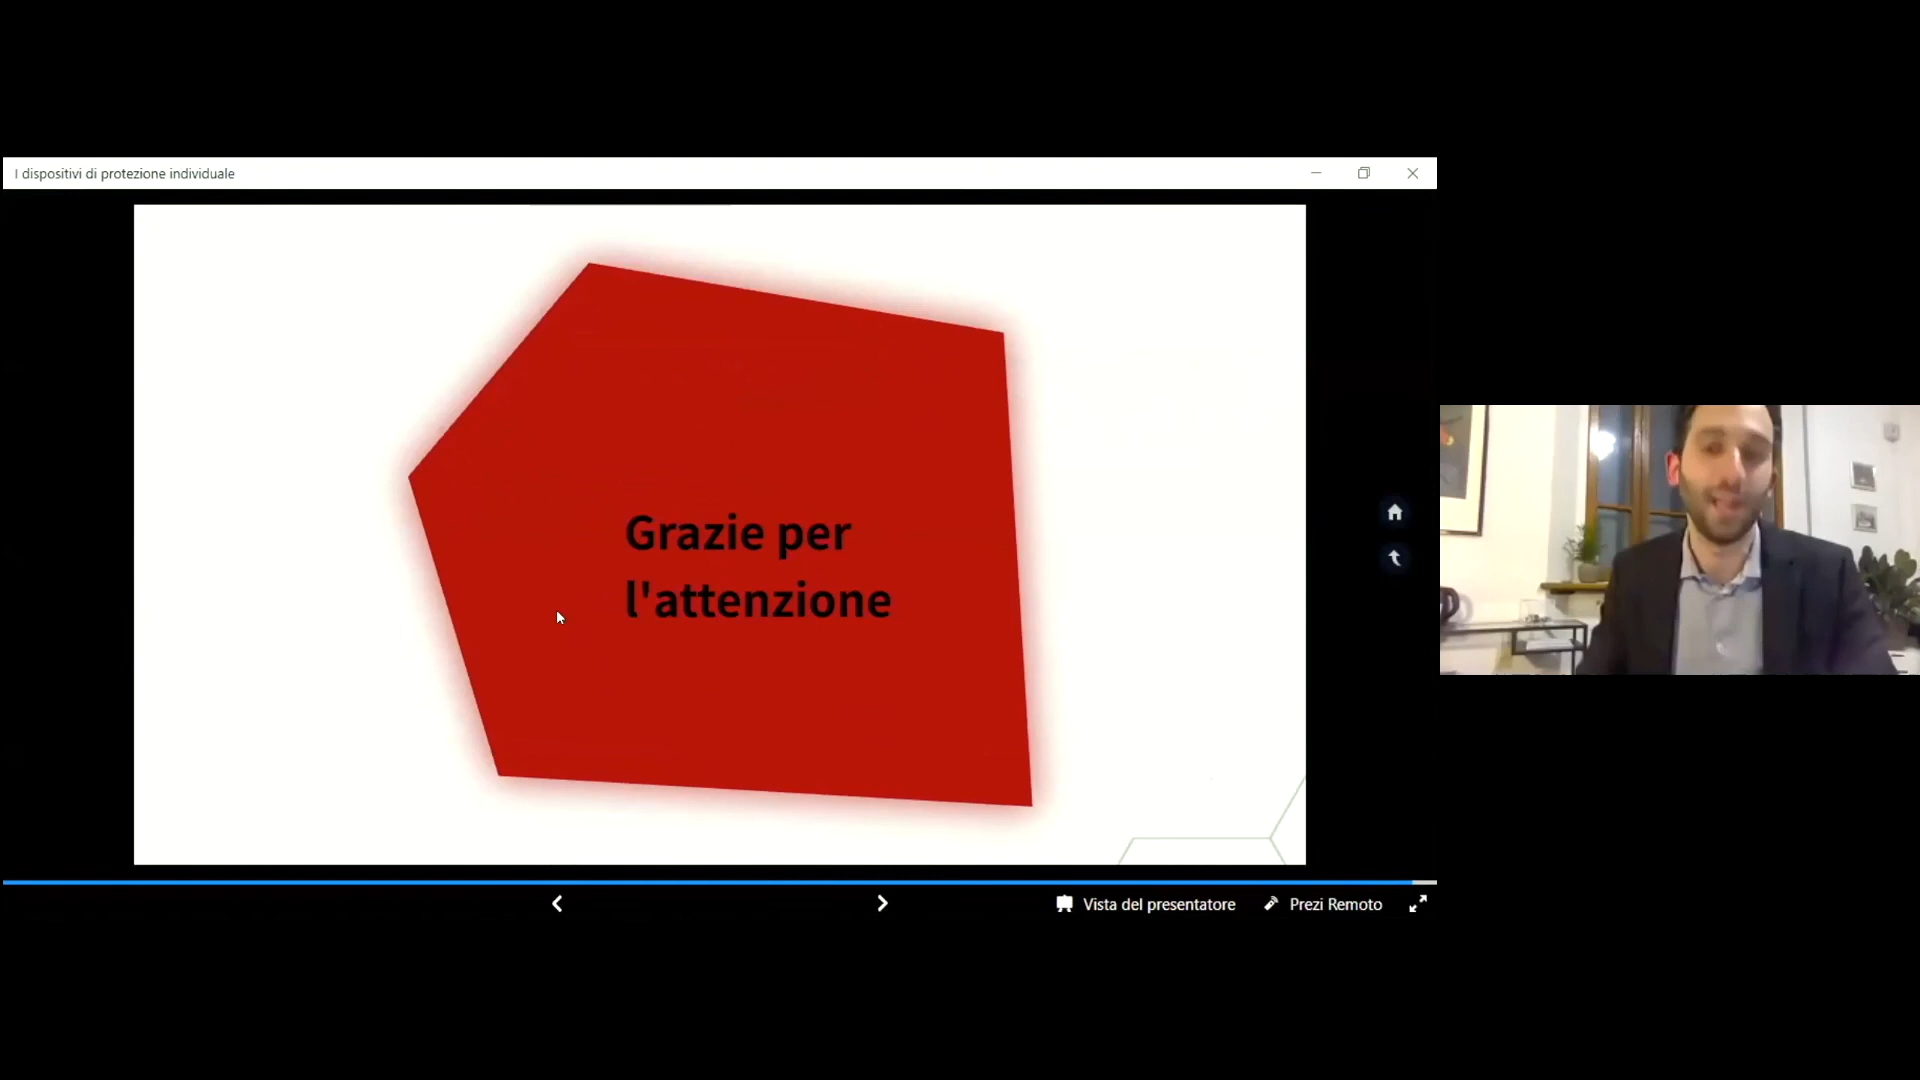 I dispositivi di protezione individuale
Grazie per
l'attenzione
Vista del presentatore
Prezi Remoto